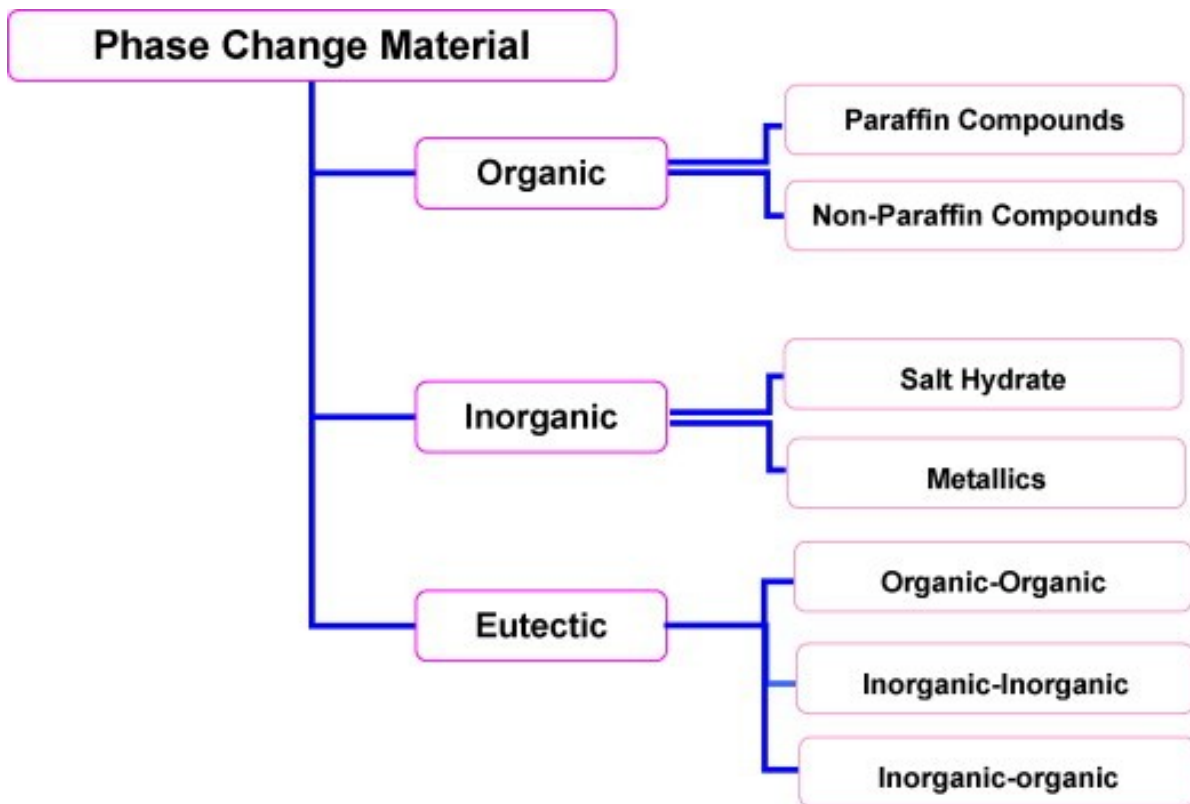 Phase Change Material
Organic
Paraffin Compounds
Non-Paraffin Compounds
Inorganic
Salt Hydrate
Metallics
Eutectic
Organic-Organic
Inorganic-Inorganic
Inorganic-organic